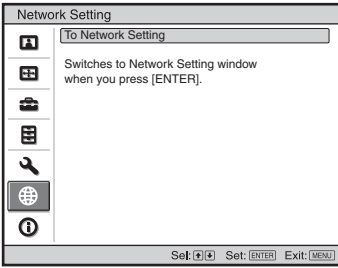 Network Setting
To Network Setting
Switches to Network Setting window
when you press [ENTER].
Sel: Set: ENTER Exit: MENU